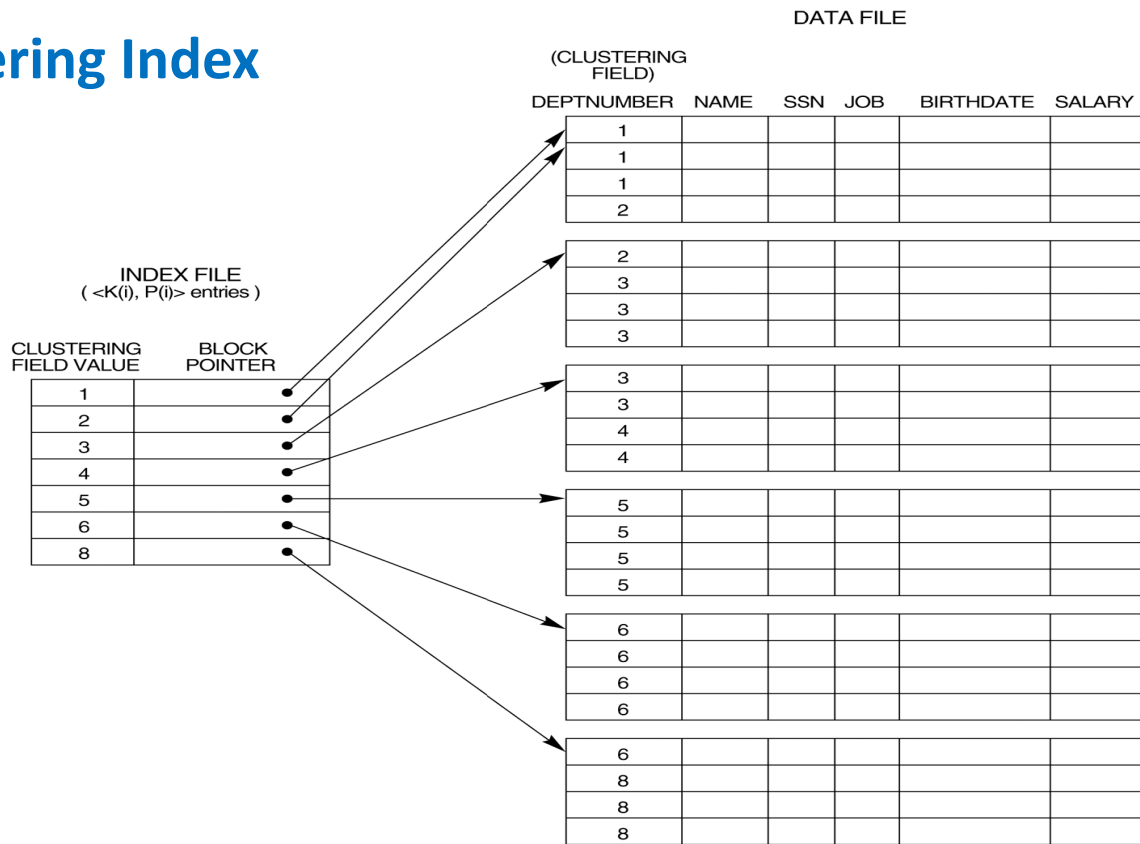 ering Index
DATA FILE
(CLUSTERING
FIELD)
DEPTNUMBER NAME SSN JOB BIRTHDATE SALARY
1
1
1
2
2
3
3
3
3
3
4
4
5
5
5
5
6
6
6
6
6
8
8
8
INDEX FILE
( <K(i), P(i)> entries )
CLUSTERING
FIELD VALUE
BLOCK
POINTER
1
2
3
4
5
6
8